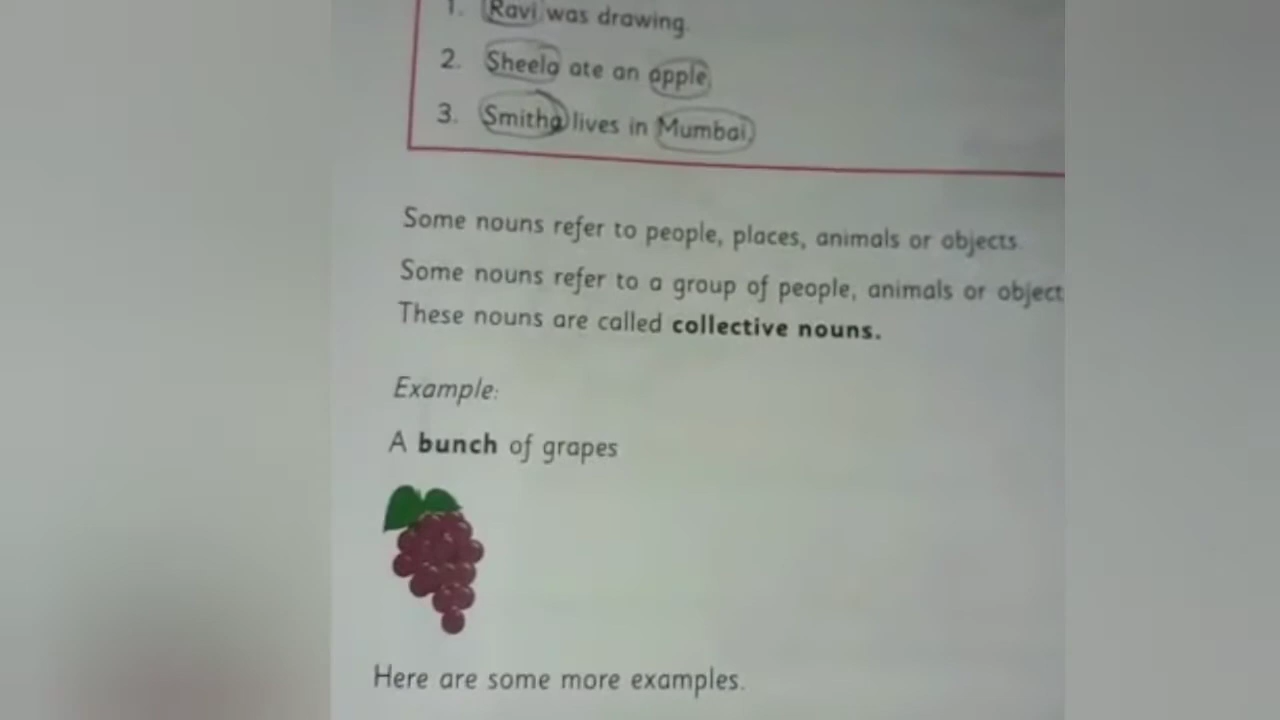 1. Ravi was drawing.
2. Sheela ate an apple.
3. Smitha lives in Mumbai.
Some nouns refer to people, places, animals or objects.
Some nouns refer to a group of people, animals or object
These nouns are called collective nouns.
Example:
A bunch of grapes
Here are some more examples.